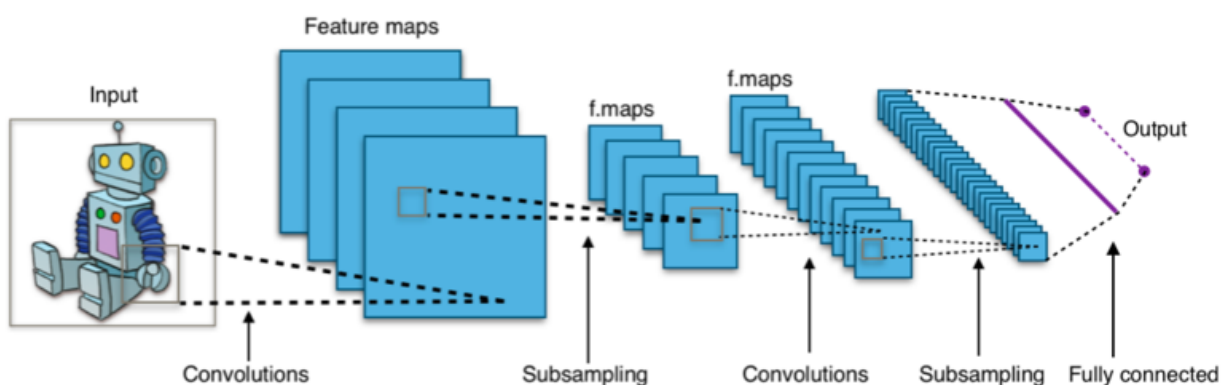 Feature maps
Input
f.maps
f.maps
Output
Convolutions
Subsampling
Convolutions
Subsampling
Fully connected